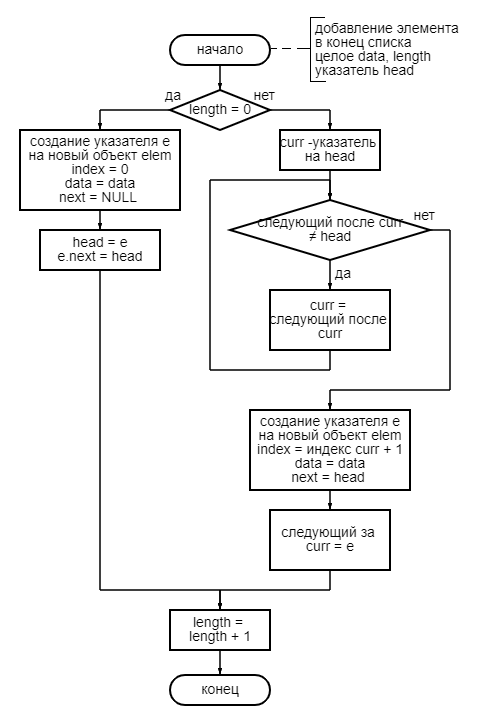 начало
добавление элемента
в конец списка
целое data, length
указатель head
да
length = 0
нет
создание указателя e
на новый объект elem
index = 0
data = data
next = NULL
head = e
e.next = head
curr -указатель
на head
следующий после curr
≠ head
нет
да
curr =
следующий после
curr
создание указателя e
на новый объект elem
index = индекс curr + 1
data = data
next = head
следующий за
curr = e
length =
length + 1
конец